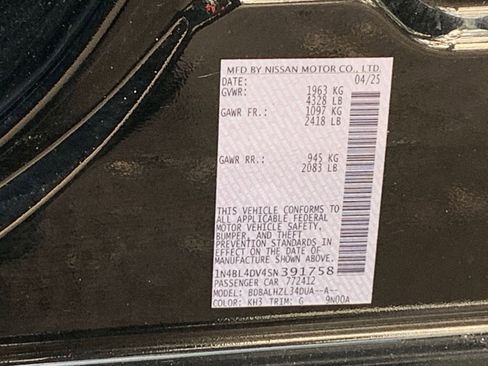 MFD BY NISSAN MOTOR CO., LTD.
DATE: 04/25
GVWR: 1963 KG
4328 LB
GAWR FR.: 1097 KG
2418 LB
GAWR RR.: 945 KG
2083 LB
THIS VEHICLE CONFORMS TO
ALL APPLICABLE FEDERAL
MOTOR VEHICLE SAFETY,
BUMPER, AND THEFT
PREVENTION STANDARDS IN
EFFECT ON THE DATE OF
MANUFACTURE SHOWN ABOVE.
1N4BL4DV4SN391758
PASSENGER CAR 772412
MODEL: BDBALHZL34DUA--A--
COLOR: KH3 TRIM: G 9N00A